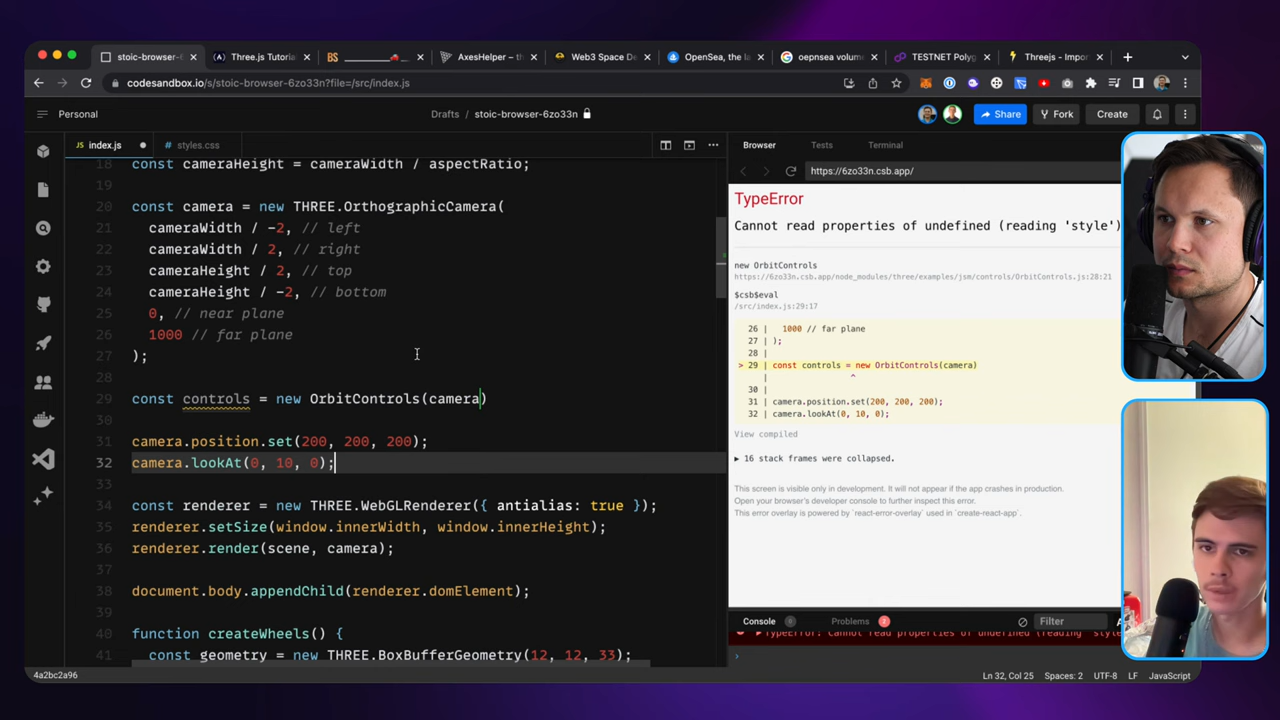 stoic-browser-
Three.js Tutoria
BS
AxesHelper – th
Web3 Space De
OpenSea, the la
oepnsea volum
TESTNET Polyg
Threejs - Impor
codesandbox.io/s/stoic-browser-6zo33n?file=/src/index.js
Personal
Drafts / stoic-browser-6zo33n
Share
Fork
Create
JS index.js
styles.css
Browser
Tests
Terminal
https://6zo33n.csb.app/
18 const cameraHeight = cameraWidth / aspectRatio;
19
20 const camera = new THREE.OrthographicCamera(
21 cameraWidth / -2, // left
22 cameraWidth / 2, // right
23 cameraHeight / 2, // top
24 cameraHeight / -2, // bottom
25 0, // near plane
26 1000 // far plane
27 );
28
29 const controls = new OrbitControls(camera)
30
31 camera.position.set(200, 200, 200);
32 camera.lookAt(0, 10, 0);
33
34 const renderer = new THREE.WebGLRenderer({ antialias: true });
35 renderer.setSize(window.innerWidth, window.innerHeight);
36 renderer.render(scene, camera);
37
38 document.body.appendChild(renderer.domElement);
39
40 function createWheels() {
41 const geometry = new THREE.BoxBufferGeometry(12, 12, 33);
TypeError
Cannot read properties of undefined (reading 'style')
new OrbitControls
https://6zo33n.csb.app/node_modules/three/examples/jsm/controls/OrbitControls.js:28:21
$csb$eval
/src/index.js:29:17
26 | 1000 // far plane
27 | );
28 |
> 29 | const controls = new OrbitControls(camera)
| ^
30 |
31 | camera.position.set(200, 200, 200);
32 | camera.lookAt(0, 10, 0);
View compiled
▶ 16 stack frames were collapsed.
This screen is visible only in development. It will not appear if the app crashes in production.
Open your browser's developer console to further inspect this error.
This error overlay is powered by `react-error-overlay` used in `create-react-app`.
Console
Problems
Filter
TypeError: Cannot read properties of undefined (reading 'style
4a2bc2a96
Ln 32, Col 25
Spaces: 2
UTF-8
LF
JavaScript